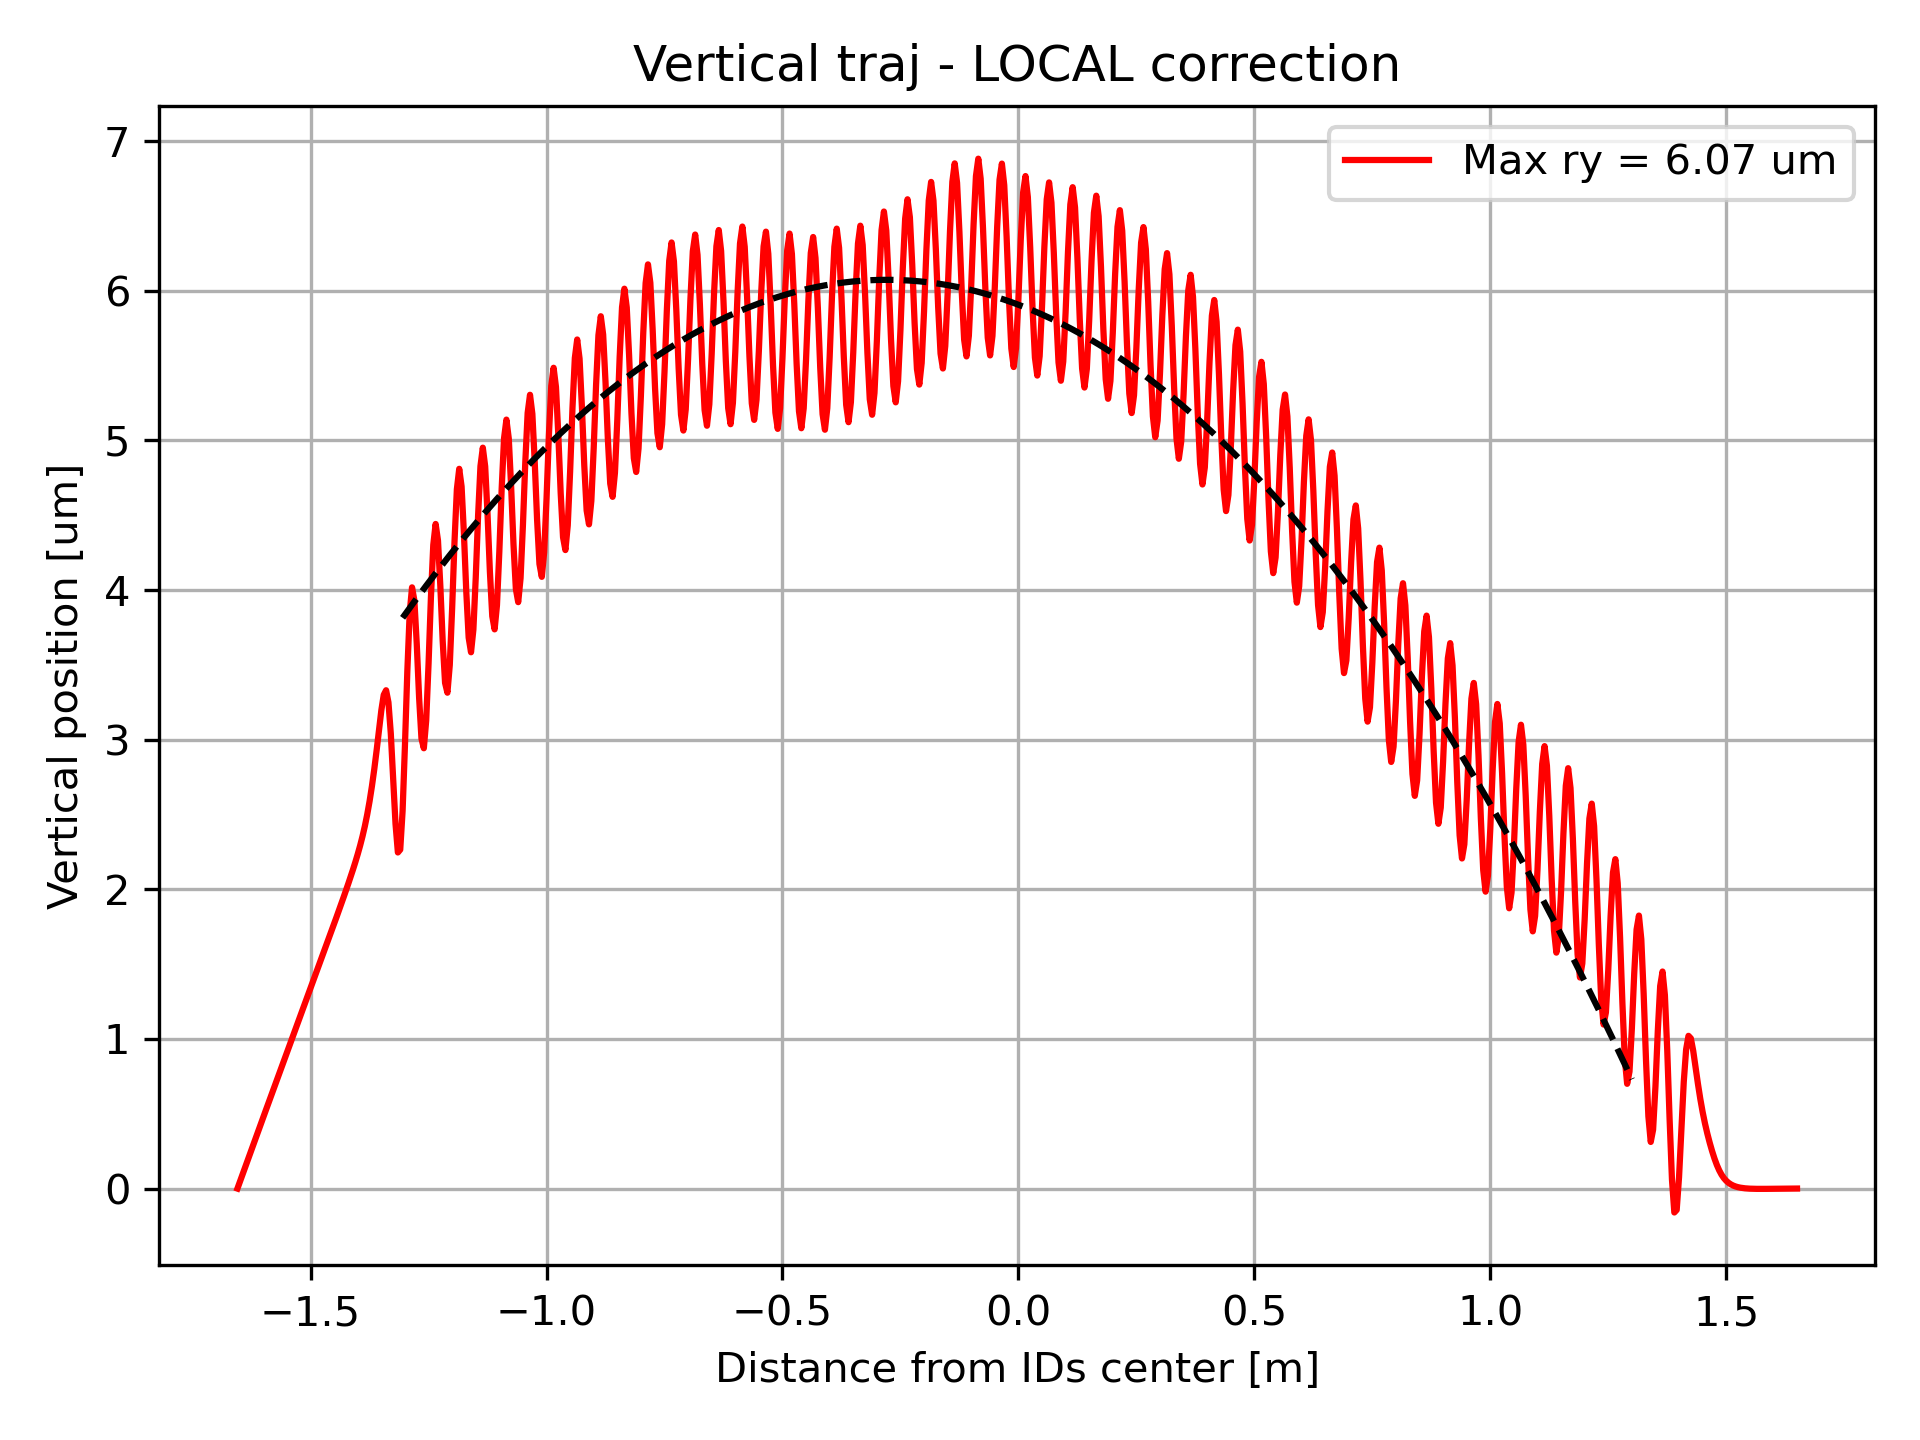 Vertical traj - LOCAL correction
Max ry = 6.07 um
Vertical position [um]
7
6
5
4
3
2
1
0
−1.5 −1.0 −0.5 0.0 0.5 1.0 1.5
Distance from IDs center [m]